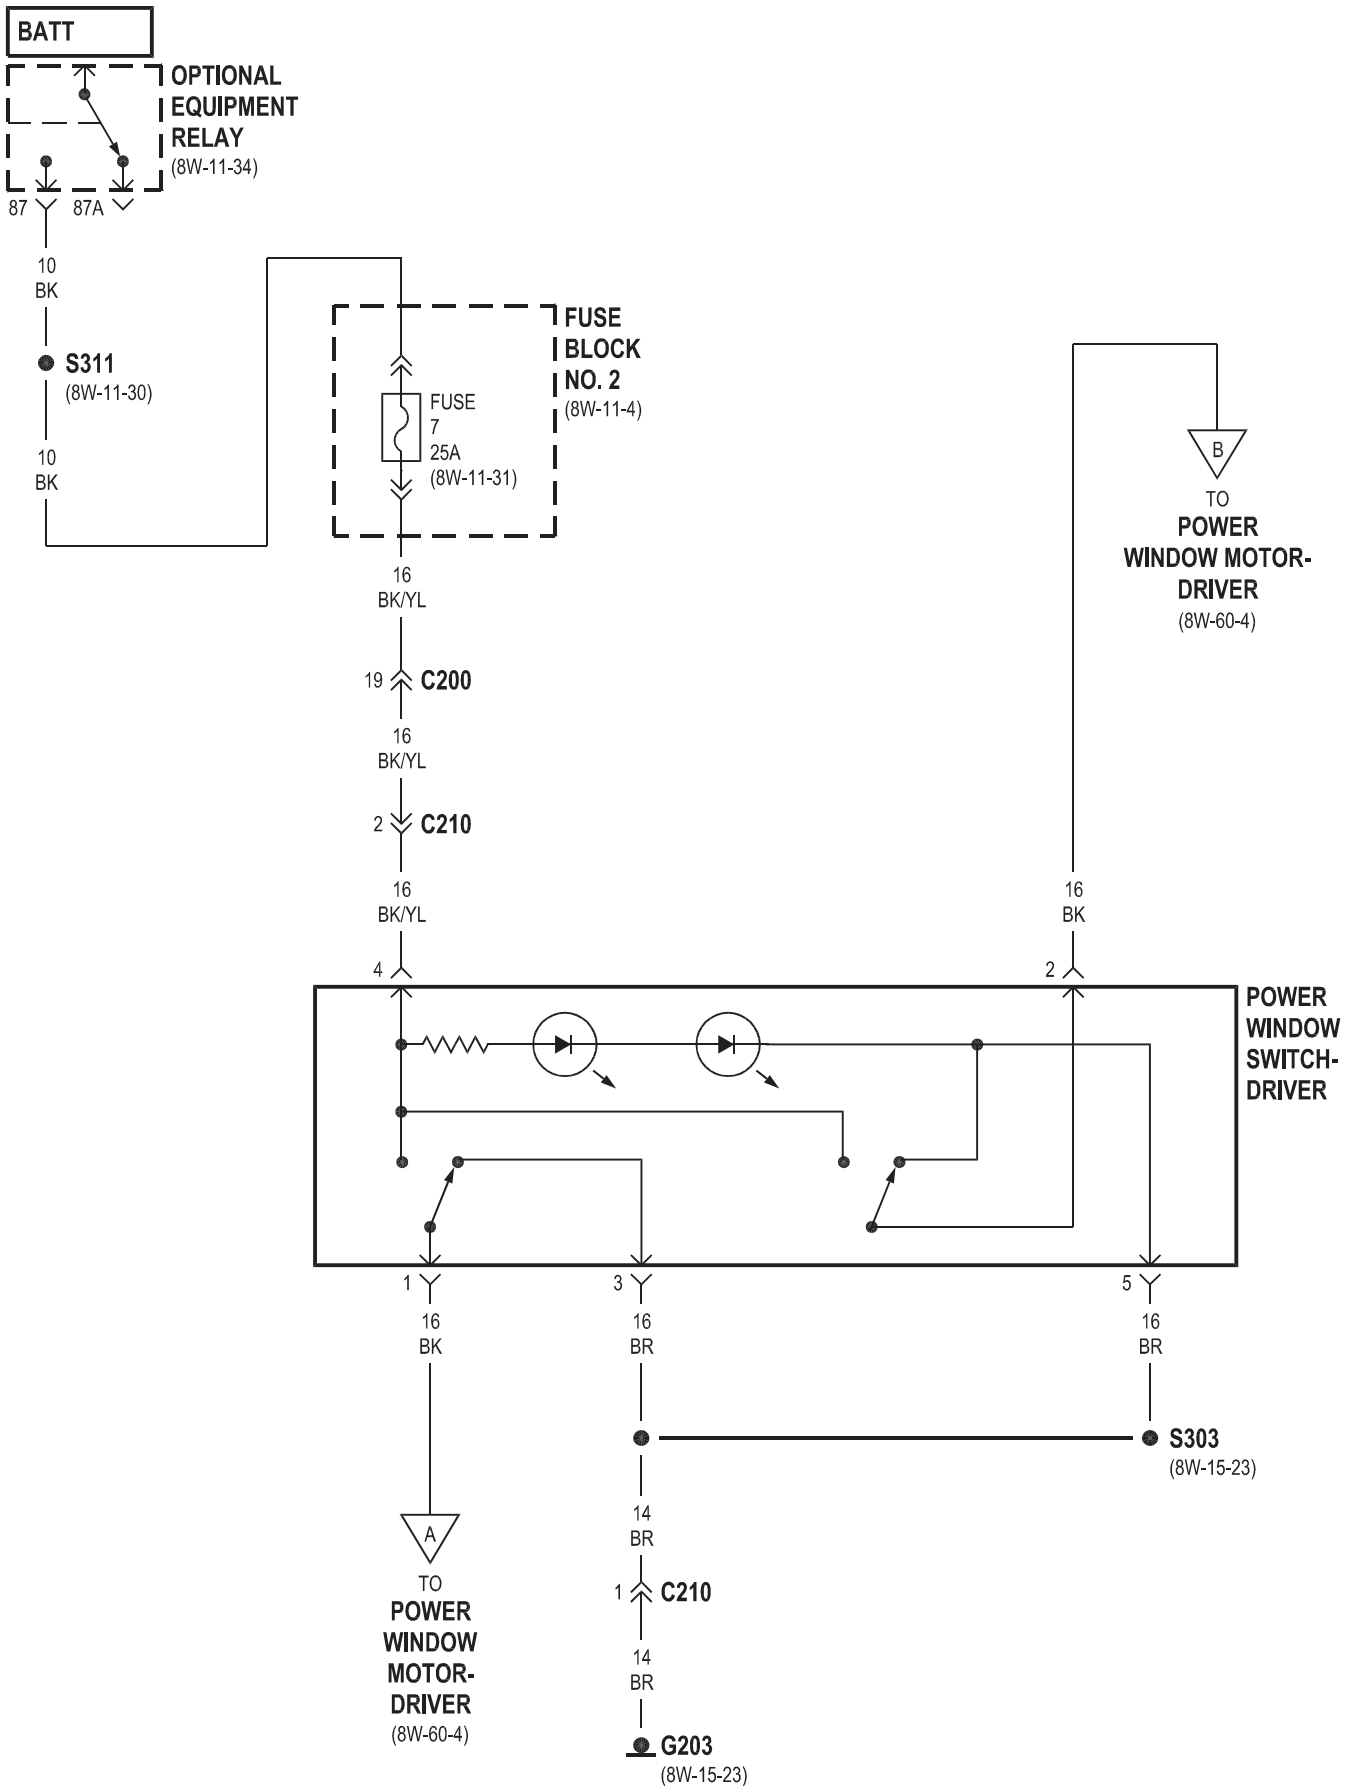 BATT
OPTIONAL
EQUIPMENT
RELAY
(8W-11-34)
87
87A
10
BK
S311
(8W-11-30)
10
BK
FUSE
BLOCK
NO. 2
(8W-11-4)
FUSE
7
25A
(8W-11-31)
B
TO
POWER
WINDOW MOTOR-
DRIVER
(8W-60-4)
16
BK/YL
19
C200
16
BK/YL
2
C210
16
BK/YL
16
BK
4
2
POWER
WINDOW
SWITCH-
DRIVER
1
3
5
16
BK
16
BR
16
BR
S303
(8W-15-23)
14
BR
A
TO
POWER
WINDOW
MOTOR-
DRIVER
(8W-60-4)
1
C210
14
BR
G203
(8W-15-23)